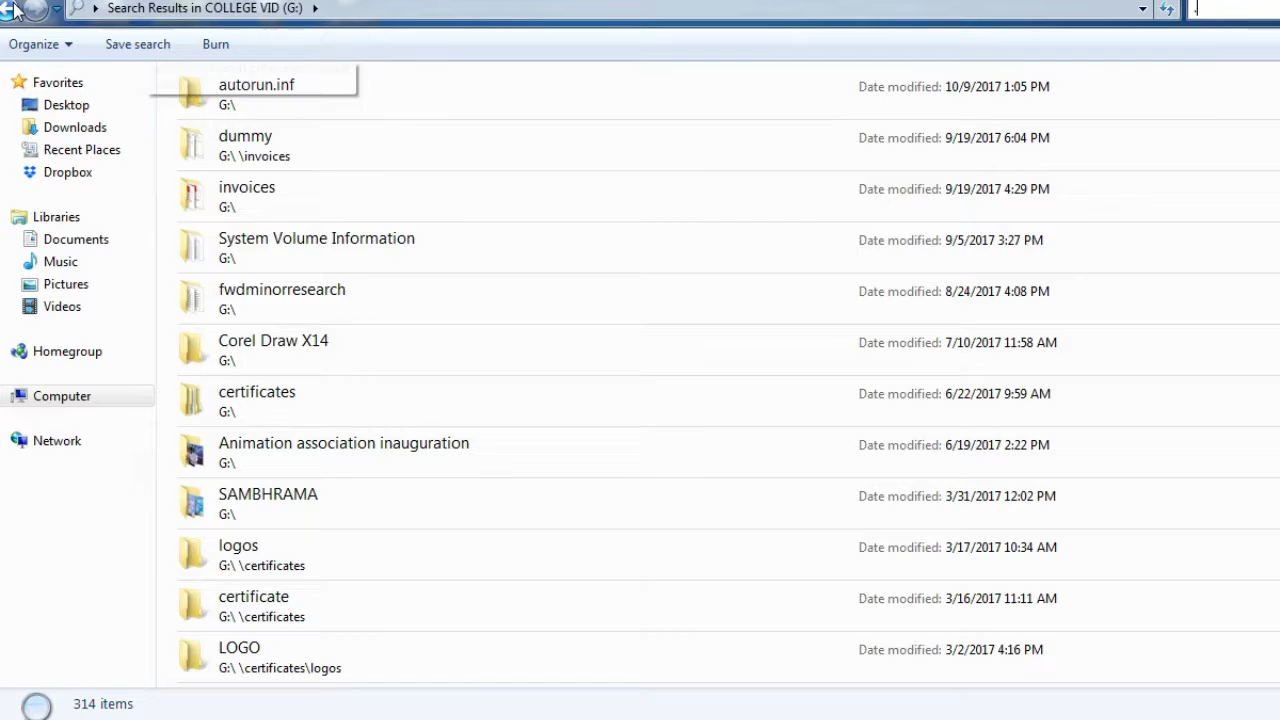 Search Results in COLLEGE VID (G:)
Organize Save search Burn
Favorites
Desktop
Downloads
Recent Places
Dropbox
Libraries
Documents
Music
Pictures
Videos
Homegroup
Computer
Network
autorun.inf Date modified: 10/9/2017 1:05 PM
G:\
dummy Date modified: 9/19/2017 6:04 PM
G:\ \invoices
invoices Date modified: 9/19/2017 4:29 PM
G:\
System Volume Information Date modified: 9/5/2017 3:27 PM
G:\
fwdminorresearch Date modified: 8/24/2017 4:08 PM
G:\
Corel Draw X14 Date modified: 7/10/2017 11:58 AM
G:\
certificates Date modified: 6/22/2017 9:59 AM
G:\
Animation association inauguration Date modified: 6/19/2017 2:22 PM
G:\
SAMBHRAMA Date modified: 3/31/2017 12:02 PM
G:\
logos Date modified: 3/17/2017 10:34 AM
G:\ \certificates
certificate Date modified: 3/16/2017 11:11 AM
G:\ \certificates
LOGO Date modified: 3/2/2017 4:16 PM
G:\ \certificates\logos
314 items